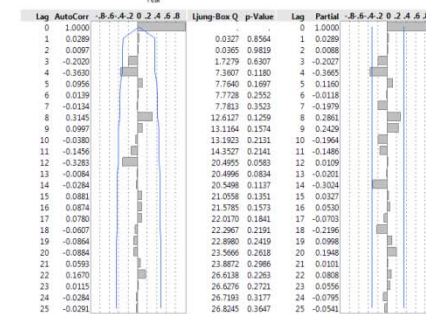 Lag AutoCorr -.8-.6-.4-.2 0 .2 .4 .6 .8 Ljung-Box Q p-Value Lag Partial -.8-.6-.4-.2 0 .2 .4 .6 .8
0 1.0000 0 1.0000
1 0.0289 0.0327 0.8564 1 0.0289
2 0.0097 0.0365 0.9819 2 0.0088
3 -0.2020 1.7279 0.6307 3 -0.2027
4 -0.3630 7.3607 0.1180 4 -0.3665
5 0.0956 7.7640 0.1697 5 0.1160
6 0.0139 7.7728 0.2552 6 -0.0118
7 -0.0134 7.7813 0.3523 7 -0.1979
8 0.3145 12.6127 0.1259 8 0.2861
9 0.0997 13.1164 0.1574 9 0.2429
10 -0.0380 13.1923 0.2131 10 -0.1964
11 -0.1456 14.3527 0.2141 11 -0.1486
12 -0.3283 20.4955 0.0583 12 0.0109
13 -0.0084 20.4996 0.0834 13 -0.0201
14 -0.0284 20.5498 0.1137 14 -0.3024
15 0.0881 21.0558 0.1351 15 0.0327
16 0.0874 21.5785 0.1573 16 0.0530
17 0.0780 22.0170 0.1841 17 -0.0703
18 -0.0607 22.2967 0.2191 18 -0.2196
19 -0.0864 22.8980 0.2419 19 0.0998
20 -0.0884 23.5666 0.2618 20 0.1948
21 0.0593 23.8872 0.2986 21 0.0101
22 0.1670 26.6138 0.2263 22 0.0808
23 0.0115 26.6276 0.2721 23 0.0556
24 -0.0284 26.7193 0.3177 24 -0.0795
25 -0.0291 26.8245 0.3647 25 -0.0541